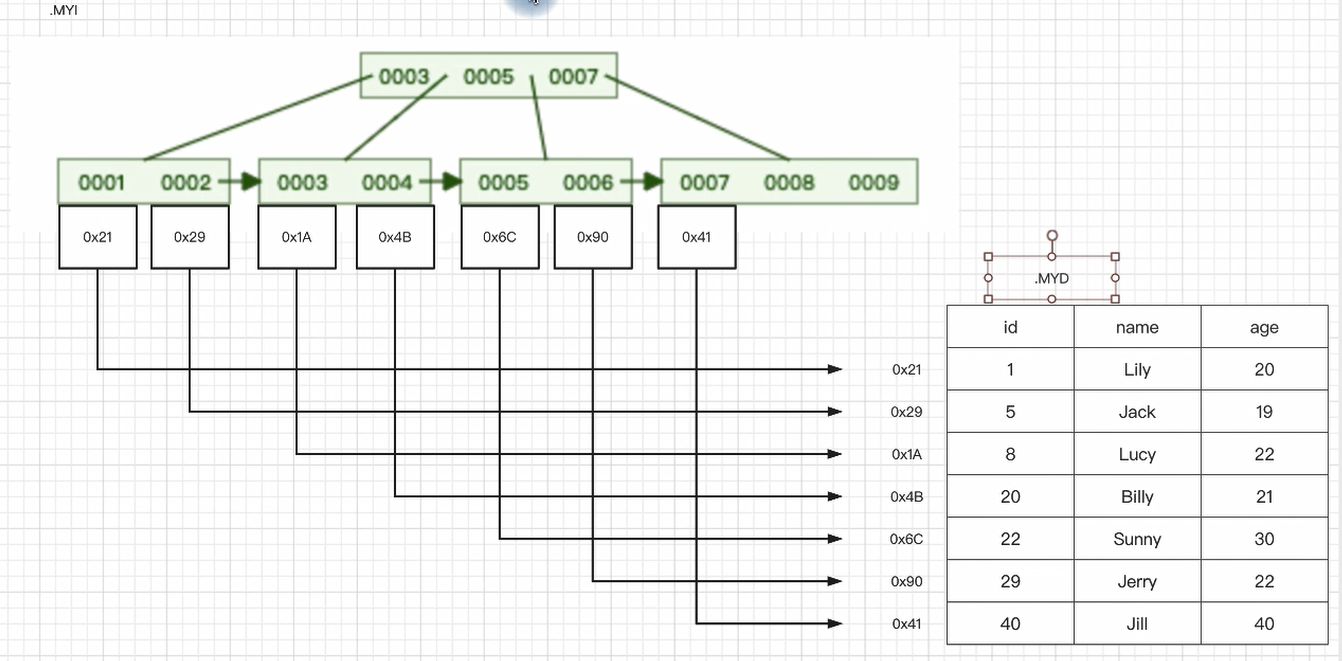 .MYI
0003 0005 0007
0001 0002 0003 0004 0005 0006 0007 0008 0009
0x21 0x29 0x1A 0x4B 0x6C 0x90 0x41
.MYD
id name age
0x21 1 Lily 20
0x29 5 Jack 19
0x1A 8 Lucy 22
0x4B 20 Billy 21
0x6C 22 Sunny 30
0x90 29 Jerry 22
0x41 40 Jill 40